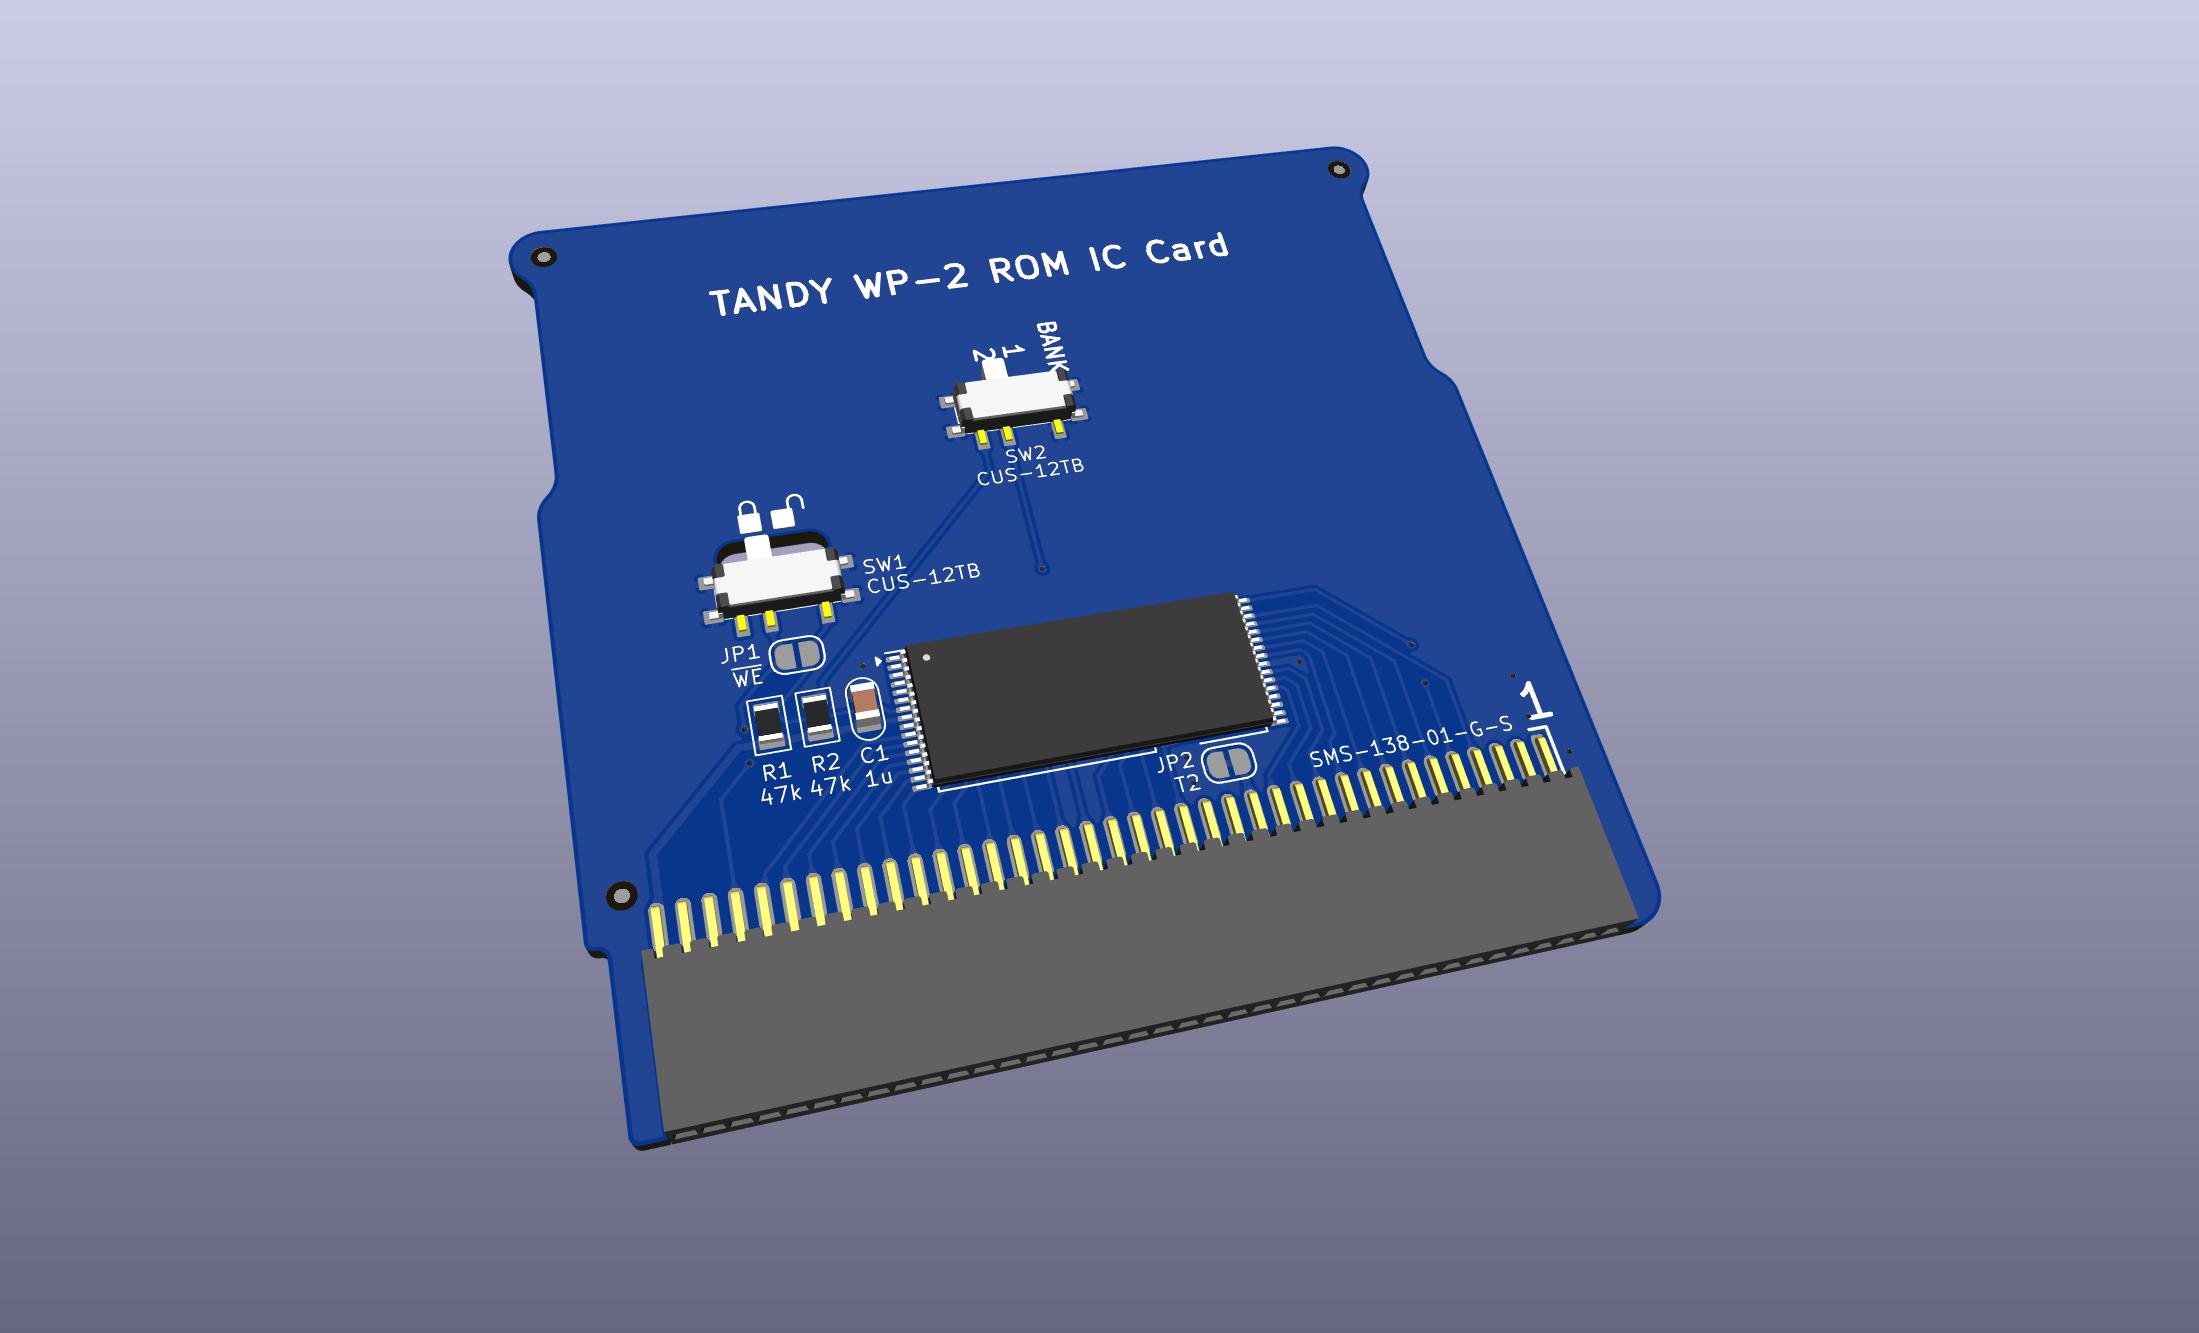 TANDY WP-2 ROM IC Card
BANK
1
2
SW2
CUS-12TB
SW1
CUS-12TB
JP1
WE
R1
47k
R2
47k
C1
1u
JP2
T2
SMS-138-01-G-S
1